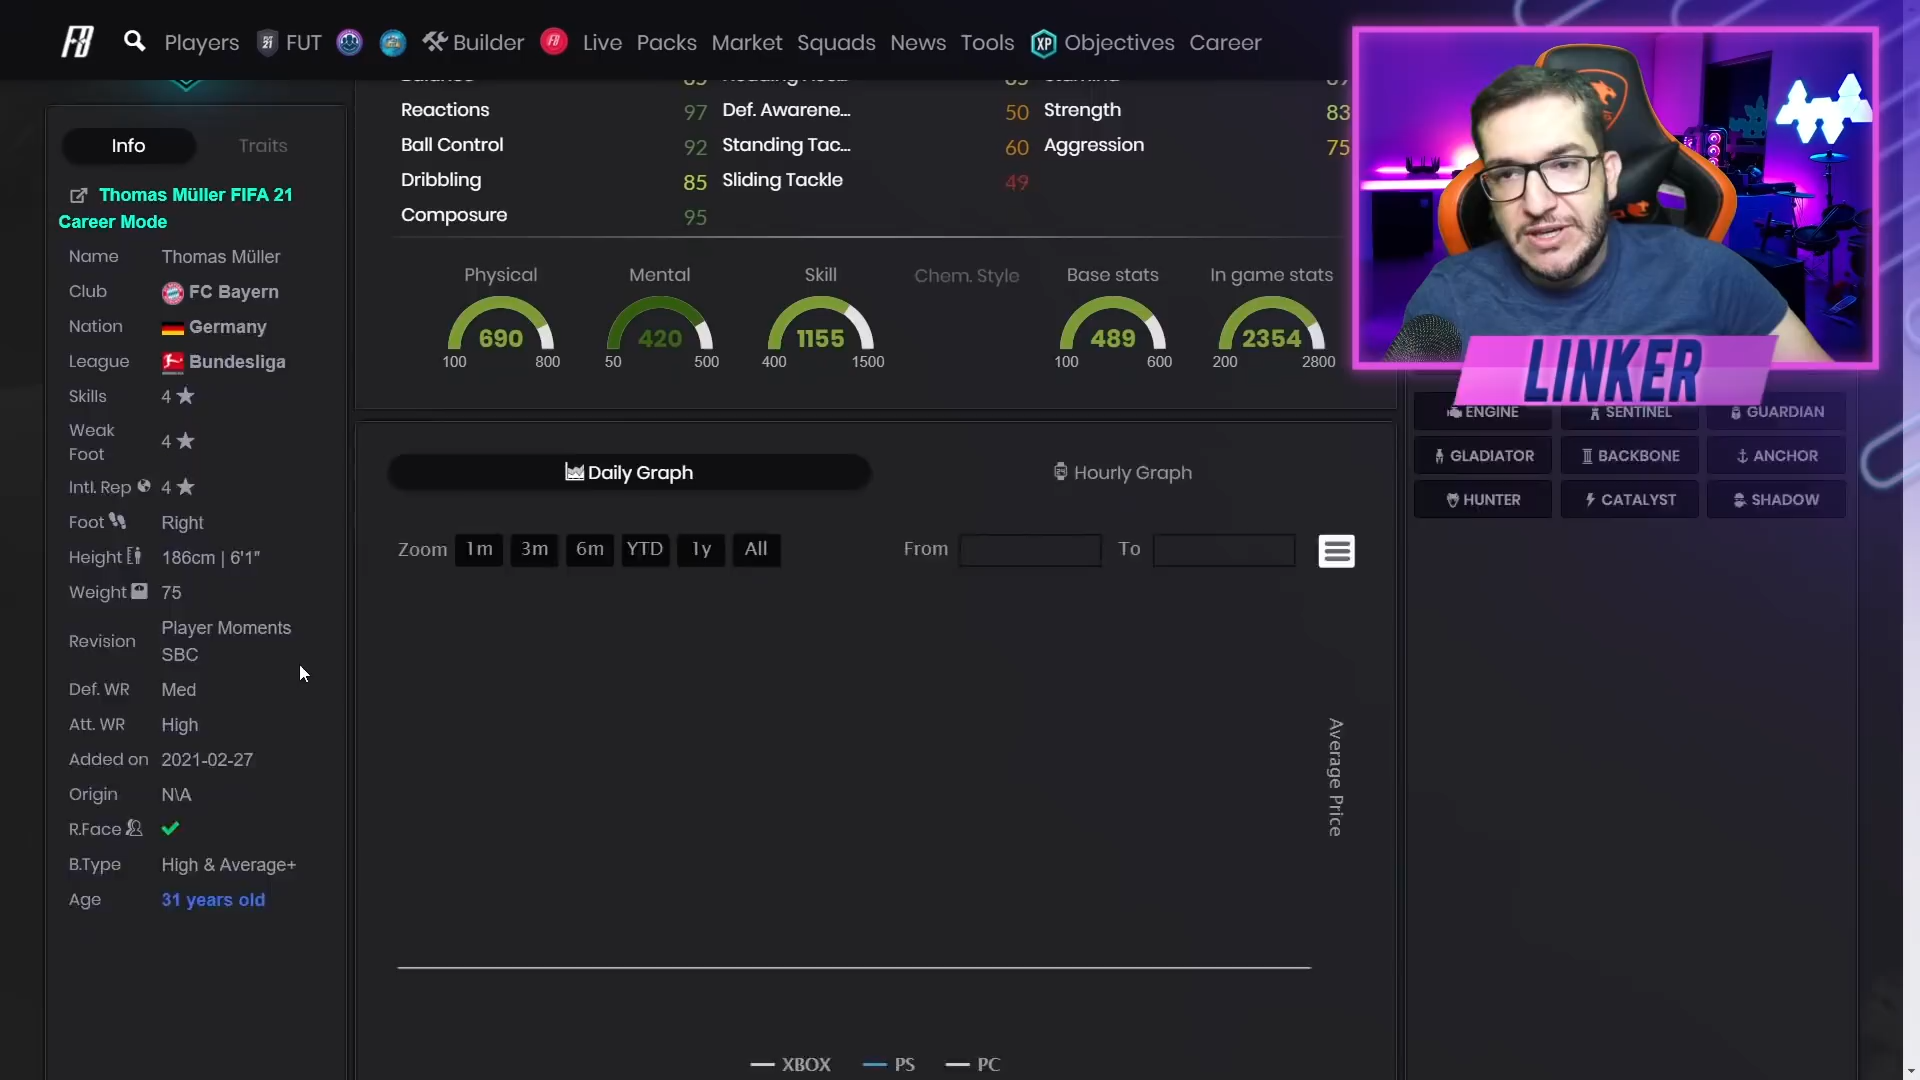 FB Players 21 FUT Builder FB Live Packs Market Squads News Tools XP Objectives Career
Reactions 97 Def. Awarene... 50 Strength 83
Ball Control 92 Standing Tac... 60 Aggression 75
Dribbling 85 Sliding Tackle 49
Composure 95
Info Traits
Thomas Müller FIFA 21
Career Mode
Name Thomas Müller
Club FC Bayern
Nation Germany
League Bundesliga
Skills 4
Weak
Foot 4
Intl. Rep 4
Foot Right
Height 186cm | 6'1"
Weight 75
Revision Player Moments
SBC
Def. WR Med
Att. WR High
Added on 2021-02-27
Origin N\A
R.Face
B.Type High & Average+
Age 31 years old
Physical Mental Skill Chem. Style Base stats In game stats
690 420 1155 489 2354
100 800 50 500 400 1500 100 600 200 2800
Daily Graph Hourly Graph
Zoom 1m 3m 6m YTD 1y All From To
Average Price
XBOX PS PC
LINKER
ENGINE SENTINEL GUARDIAN
GLADIATOR BACKBONE ANCHOR
HUNTER CATALYST SHADOW